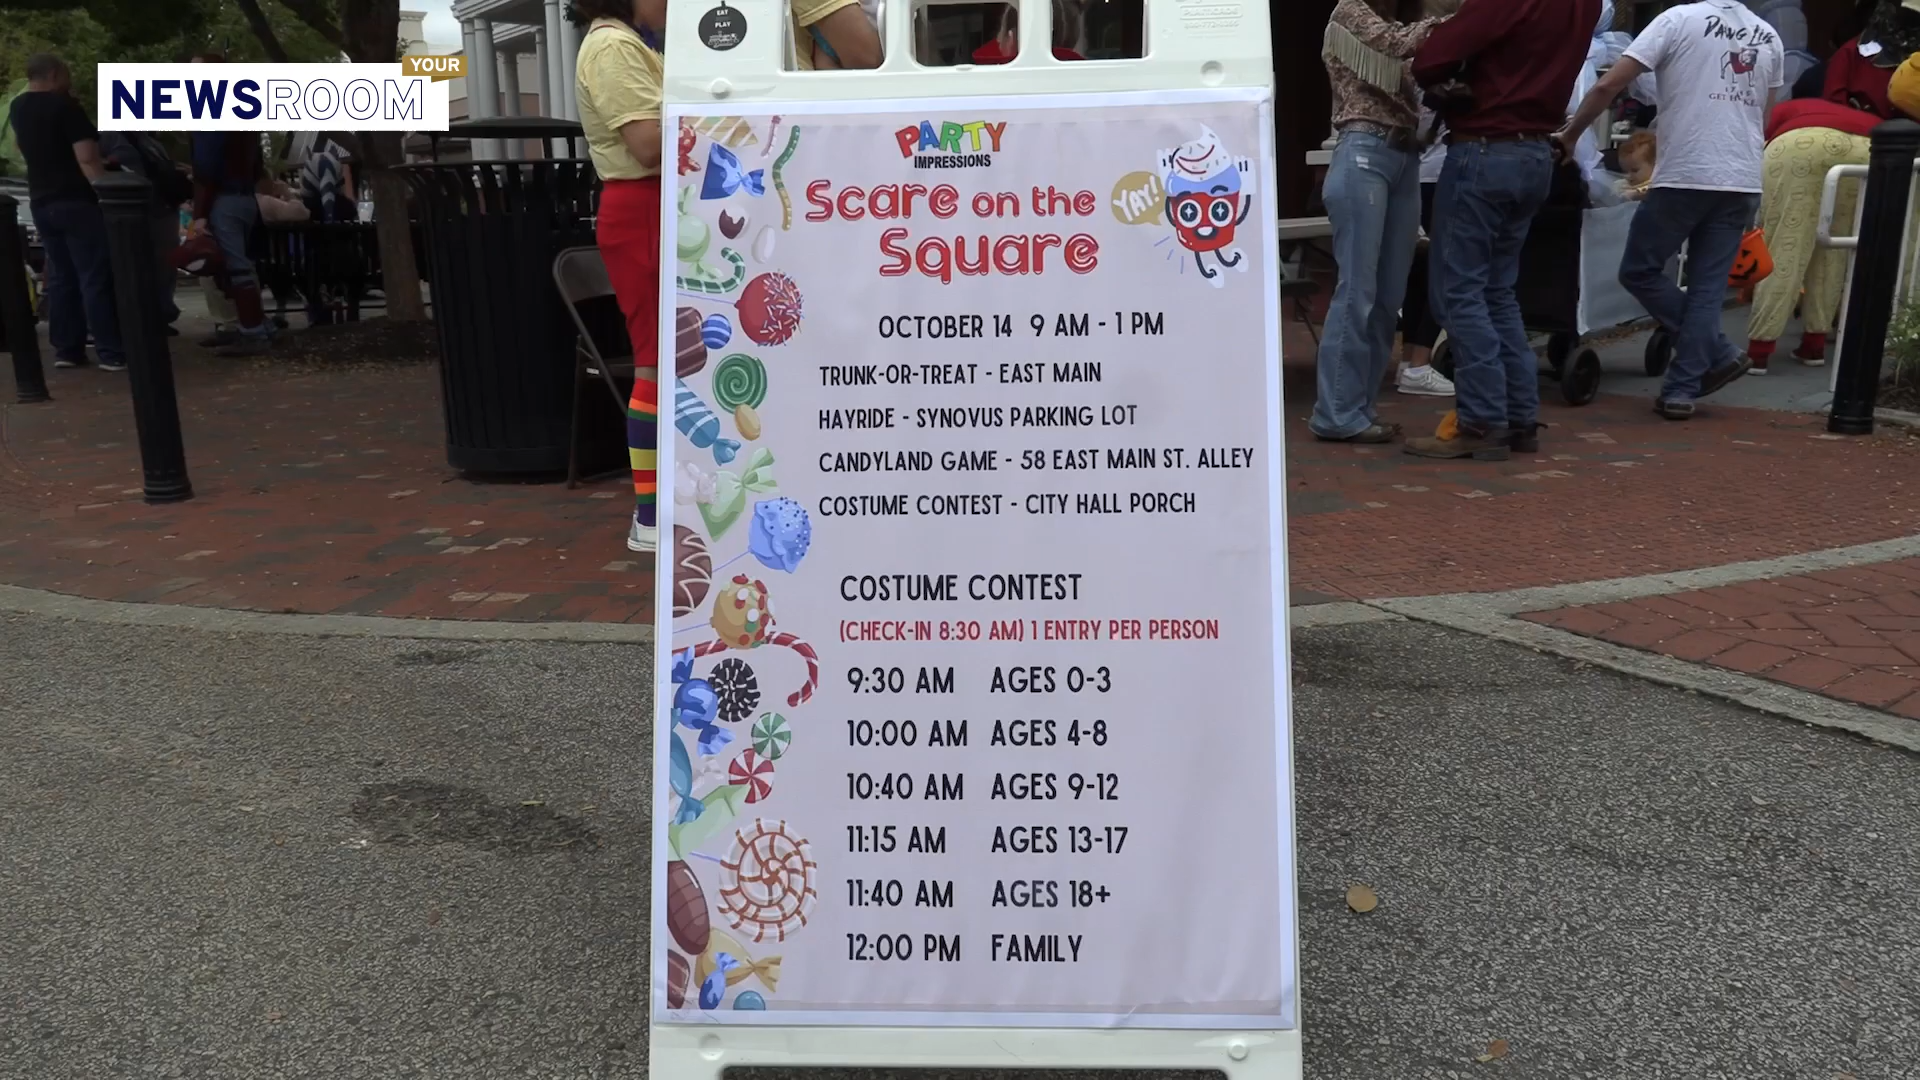 YOUR
NEWSROOM
EAT
PLAY
PARTY
IMPRESSIONS
Scare on the
Square
YAY!
OCTOBER 14 9 AM - 1 PM
TRUNK-OR-TREAT - EAST MAIN
HAYRIDE - SYNOVUS PARKING LOT
CANDYLAND GAME - 58 EAST MAIN ST. ALLEY
COSTUME CONTEST - CITY HALL PORCH
COSTUME CONTEST
(CHECK-IN 8:30 AM) 1 ENTRY PER PERSON
9:30 AM AGES 0-3
10:00 AM AGES 4-8
10:40 AM AGES 9-12
11:15 AM AGES 13-17
11:40 AM AGES 18+
12:00 PM FAMILY
DAWG LIFE